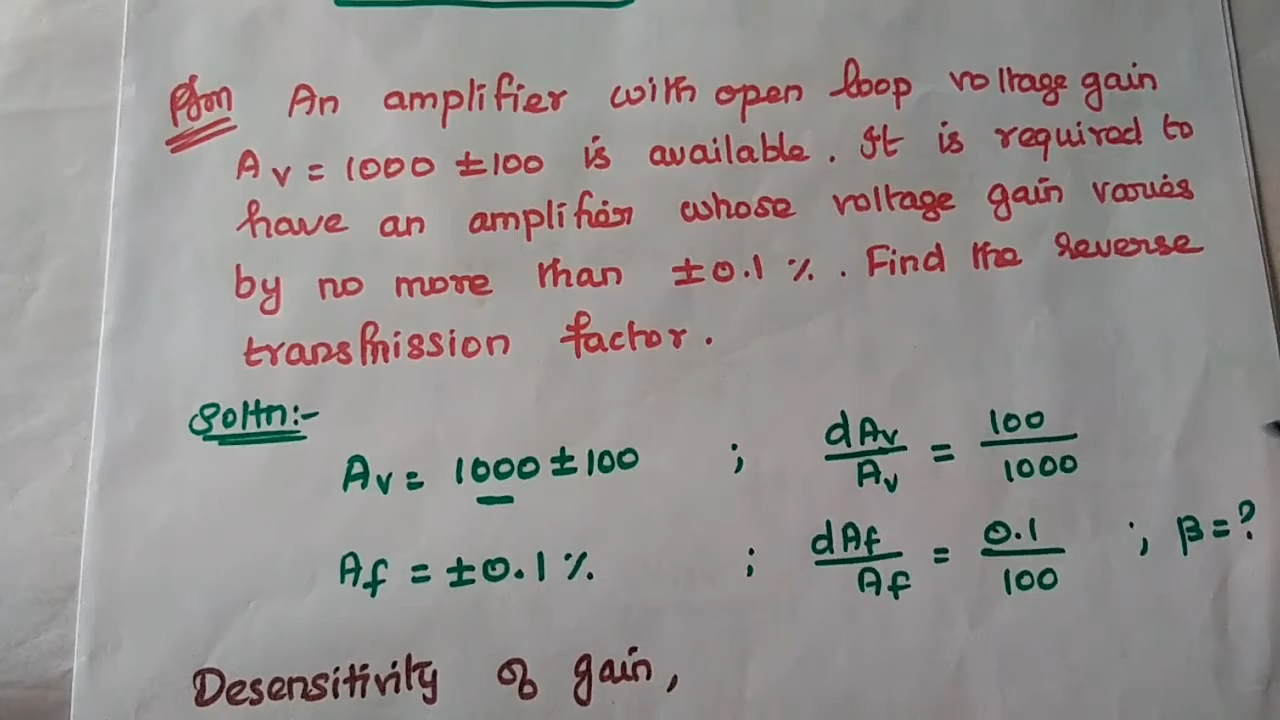 Pbm An amplifier with open loop voltage gain
Av = 1000 ±100 is available. It is required to
have an amplifier whose voltage gain varies
by no more than ±0.1 %. Find the reverse
transmission factor.
Soltn:-
Av = 1000 ±100 ; dAv/Av = 100/1000
Af = ±0.1 % ; dAf/Af = 0.1/100 ; β = ?
Desensitivity of gain,